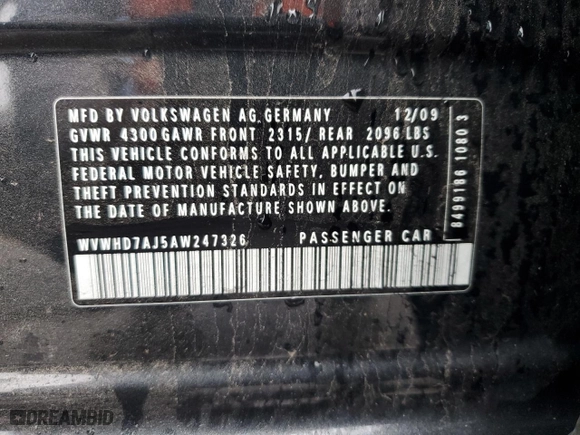 MFD BY VOLKSWAGEN AG, GERMANY 12/09
GVWR 4300 GAWR FRONT 2315/ REAR 2096 LBS
THIS VEHICLE CONFORMS TO ALL APPLICABLE U.S.
FEDERAL MOTOR VEHICLE SAFETY, BUMPER AND
THEFT PREVENTION STANDARDS IN EFFECT ON
THE DATE OF MANUFACTURE SHOWN ABOVE.
WVWHD7AJ5AW247326 PASSENGER CAR
8499186 1080 3
DREAMBID